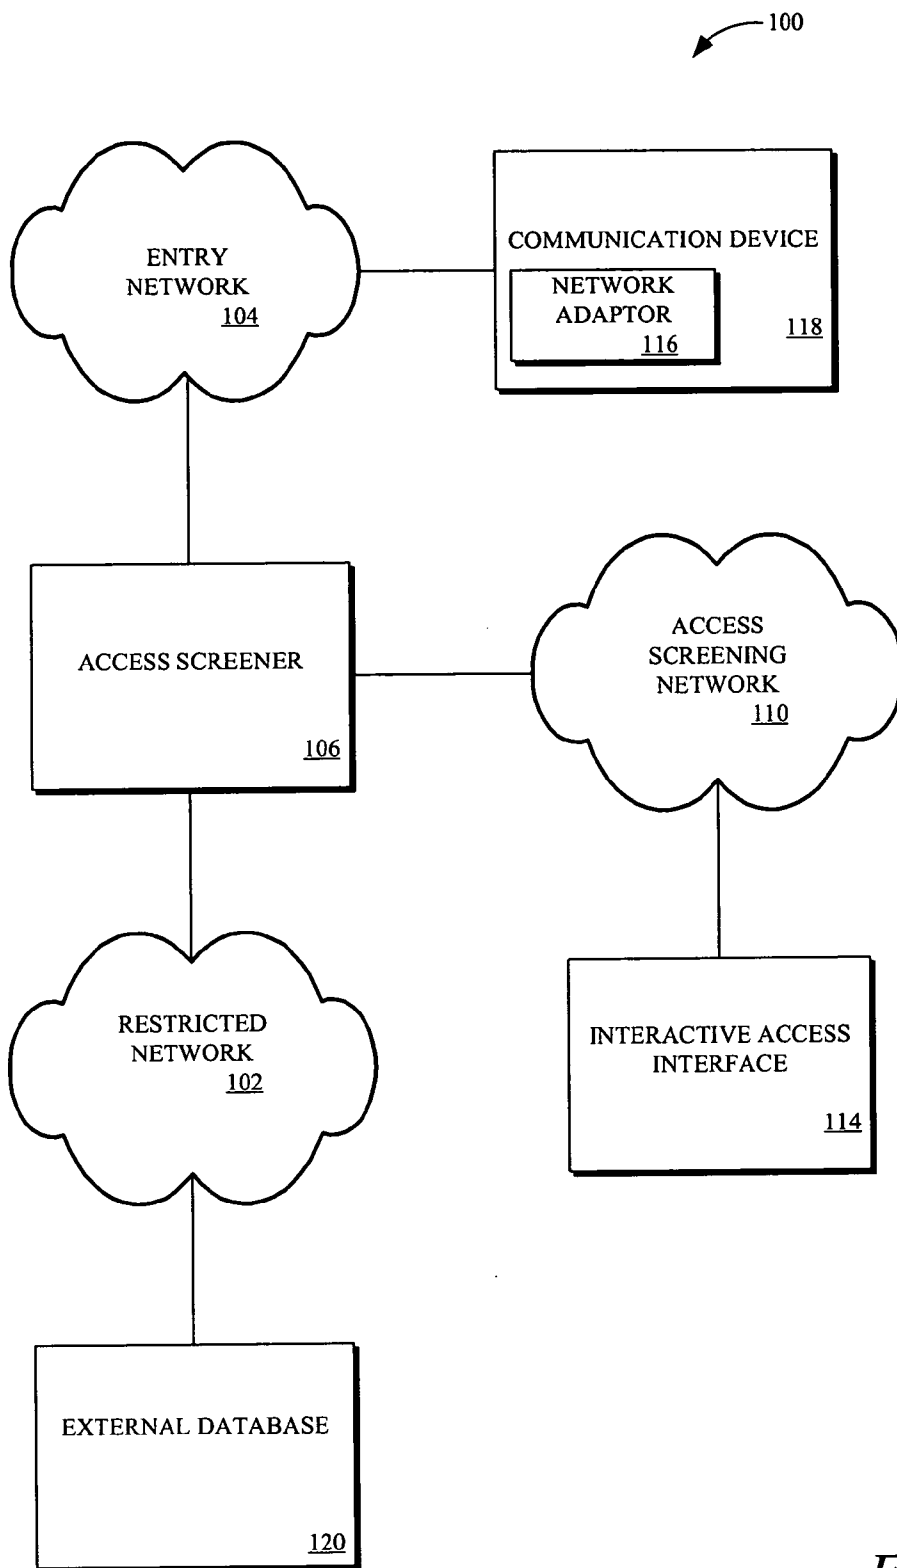 100
ENTRY
NETWORK
104
COMMUNICATION DEVICE
NETWORK
ADAPTOR
116
118
ACCESS SCREENER
106
ACCESS
SCREENING
NETWORK
110
RESTRICTED
NETWORK
102
INTERACTIVE ACCESS
INTERFACE
114
EXTERNAL DATABASE
120